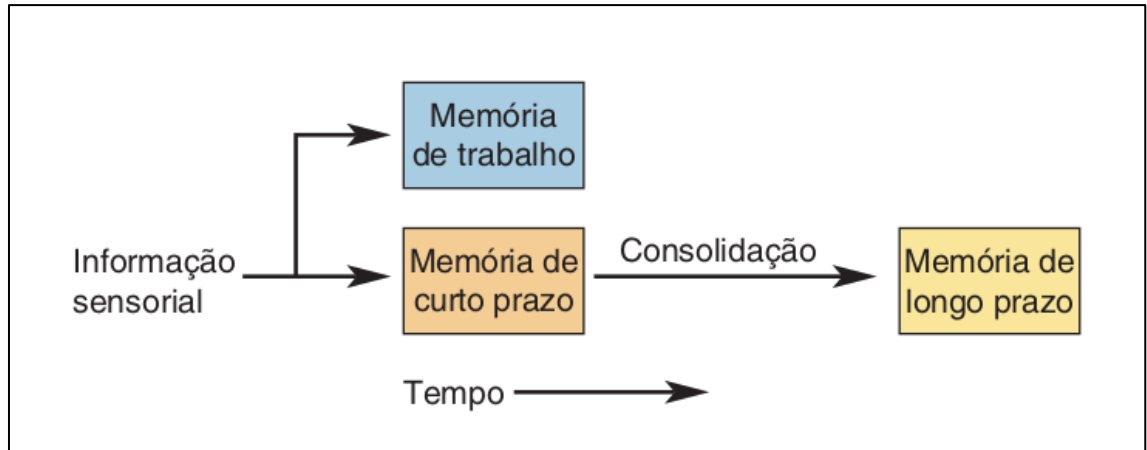 Memória
de trabalho
Informação
sensorial
Memória de
curto prazo
Consolidação
Memória de
longo prazo
Tempo